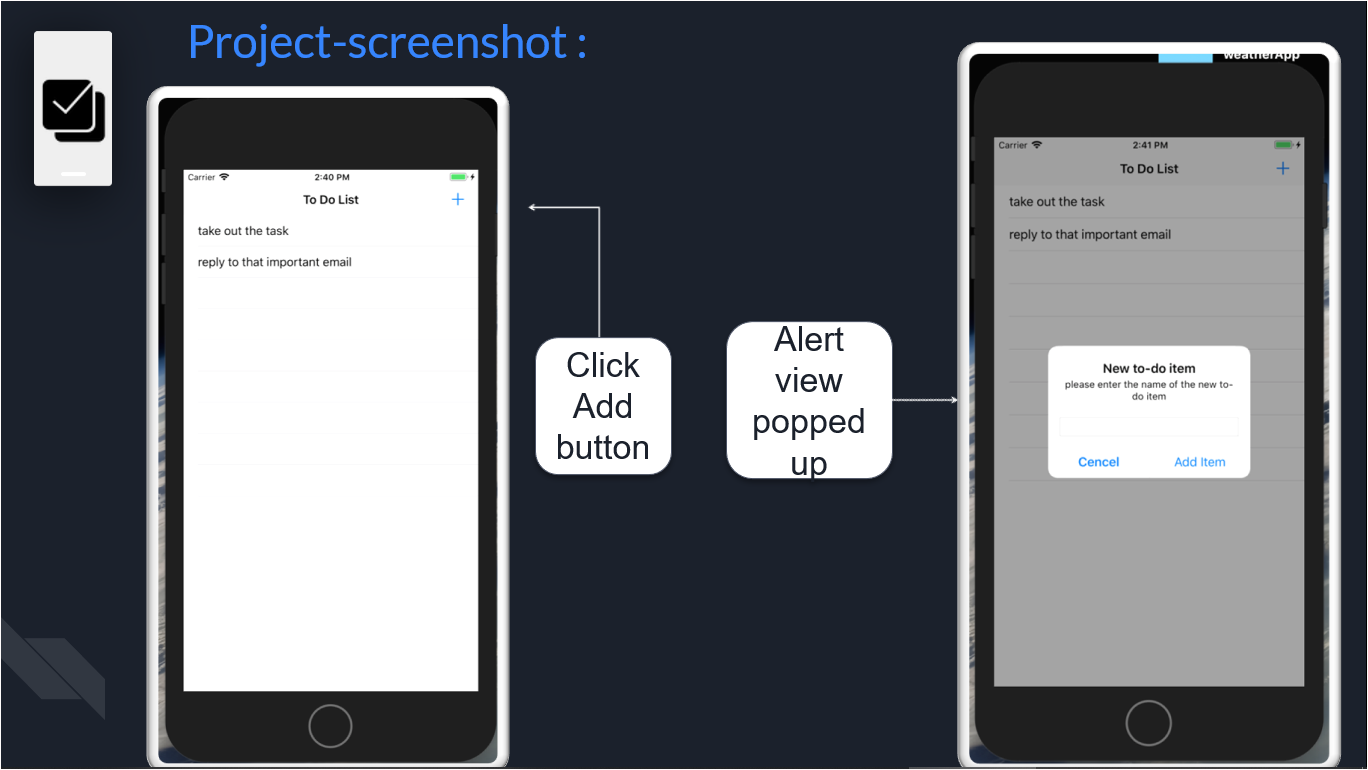 Project-screenshot :
Carrier
2:40 PM
To Do List
+
take out the task
reply to that important email
Click
Add
button
Alert
view
popped
up
weatherApp
Carrier
2:41 PM
To Do List
+
take out the task
reply to that important email
New to-do item
please enter the name of the new to-
do item
Cencel
Add Item